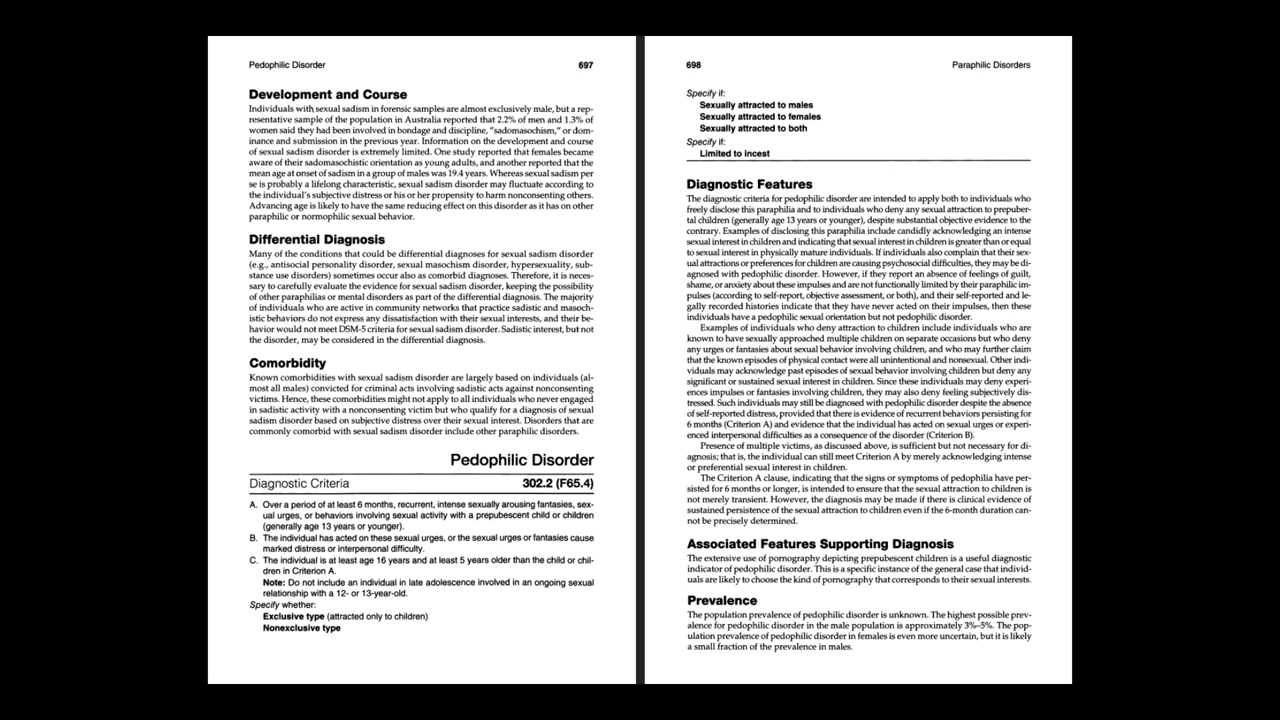 Pedophilic Disorder 697
Development and Course
Individuals with sexual sadism in forensic samples are almost exclusively male, but a rep-
resentative sample of the population in Australia reported that 2.2% of men and 1.3% of
women said they had been involved in bondage and discipline, "sadomasochism," or dom-
inance and submission in the previous year. Information on the development and course
of sexual sadism disorder is extremely limited. One study reported that females became
aware of their sadomasochistic orientation as young adults, and another reported that the
mean age at onset of sadism in a group of males was 19.4 years. Whereas sexual sadism per
se is probably a lifelong characteristic, sexual sadism disorder may fluctuate according to
the individual's subjective distress or his or her propensity to harm nonconsenting others.
Advancing age is likely to have the same reducing effect on this disorder as it has on other
paraphilic or normophilic sexual behavior.
Differential Diagnosis
Many of the conditions that could be differential diagnoses for sexual sadism disorder
(e.g., antisocial personality disorder, sexual masochism disorder, hypersexuality, sub-
stance use disorders) sometimes occur also as comorbid diagnoses. Therefore, it is neces-
sary to carefully evaluate the evidence for sexual sadism disorder, keeping the possibility
of other paraphilias or mental disorders as part of the differential diagnosis. The majority
of individuals who are active in community networks that practice sadistic and masoch-
istic behaviors do not express any dissatisfaction with their sexual interests, and their be-
havior would not meet DSM-5 criteria for sexual sadism disorder. Sadistic interest, but not
the disorder, may be considered in the differential diagnosis.
Comorbidity
Known comorbidities with sexual sadism disorder are largely based on individuals (al-
most all males) convicted for criminal acts involving sadistic acts against nonconsenting
victims. Hence, these comorbidities might not apply to all individuals who never engaged
in sadistic activity with a nonconsenting victim but who qualify for a diagnosis of sexual
sadism disorder based on subjective distress over their sexual interest. Disorders that are
commonly comorbid with sexual sadism disorder include other paraphilic disorders.
Pedophilic Disorder
Diagnostic Criteria 302.2 (F65.4)
A. Over a period of at least 6 months, recurrent, intense sexually arousing fantasies, sex-
ual urges, or behaviors involving sexual activity with a prepubescent child or children
(generally age 13 years or younger).
B. The individual has acted on these sexual urges, or the sexual urges or fantasies cause
marked distress or interpersonal difficulty.
C. The individual is at least age 16 years and at least 5 years older than the child or chil-
dren in Criterion A.
Note: Do not include an individual in late adolescence involved in an ongoing sexual
relationship with a 12- or 13-year-old.
Specify whether:
Exclusive type (attracted only to children)
Nonexclusive type
698 Paraphilic Disorders
Specify if:
Sexually attracted to males
Sexually attracted to females
Sexually attracted to both
Specify if:
Limited to incest
Diagnostic Features
The diagnostic criteria for pedophilic disorder are intended to apply both to individuals who
freely disclose this paraphilia and to individuals who deny any sexual attraction to prepuber-
tal children (generally age 13 years or younger), despite substantial objective evidence to the
contrary. Examples of disclosing this paraphilia include candidly acknowledging an intense
sexual interest in children and indicating that sexual interest in children is greater than or equal
to sexual interest in physically mature individuals. If individuals also complain that their sex-
ual attractions or preferences for children are causing psychosocial difficulties, they may be di-
agnosed with pedophilic disorder. However, if they report an absence of feelings of guilt,
shame, or anxiety about these impulses and are not functionally limited by their paraphilic im-
pulses (according to self-report, objective assessment, or both), and their self-reported and le-
gally recorded histories indicate that they have never acted on their impulses, then these
individuals have a pedophilic sexual orientation but not pedophilic disorder.
Examples of individuals who deny attraction to children include individuals who are
known to have sexually approached multiple children on separate occasions but who deny
any urges or fantasies about sexual behavior involving children, and who may further claim
that the known episodes of physical contact were all unintentional and nonsexual. Other indi-
viduals may acknowledge past episodes of sexual behavior involving children but deny any
significant or sustained sexual interest in children. Since these individuals may deny experi-
ences impulses or fantasies involving children, they may also deny feeling subjectively dis-
tressed. Such individuals may still be diagnosed with pedophilic disorder despite the absence
of self-reported distress, provided that there is evidence of recurrent behaviors persisting for
6 months (Criterion A) and evidence that the individual has acted on sexual urges or experi-
enced interpersonal difficulties as a consequence of the disorder (Criterion B).
Presence of multiple victims, as discussed above, is sufficient but not necessary for di-
agnosis; that is, the individual can still meet Criterion A by merely acknowledging intense
or preferential sexual interest in children.
The Criterion A clause, indicating that the signs or symptoms of pedophilia have per-
sisted for 6 months or longer, is intended to ensure that the sexual attraction to children is
not merely transient. However, the diagnosis may be made if there is clinical evidence of
sustained persistence of the sexual attraction to children even if the 6-month duration can-
not be precisely determined.
Associated Features Supporting Diagnosis
The extensive use of pornography depicting prepubescent children is a useful diagnostic
indicator of pedophilic disorder. This is a specific instance of the general case that individ-
uals are likely to choose the kind of pornography that corresponds to their sexual interests.
Prevalence
The population prevalence of pedophilic disorder is unknown. The highest possible prev-
alence for pedophilic disorder in the male population is approximately 3%–5%. The pop-
ulation prevalence of pedophilic disorder in females is even more uncertain, but it is likely
a small fraction of the prevalence in males.